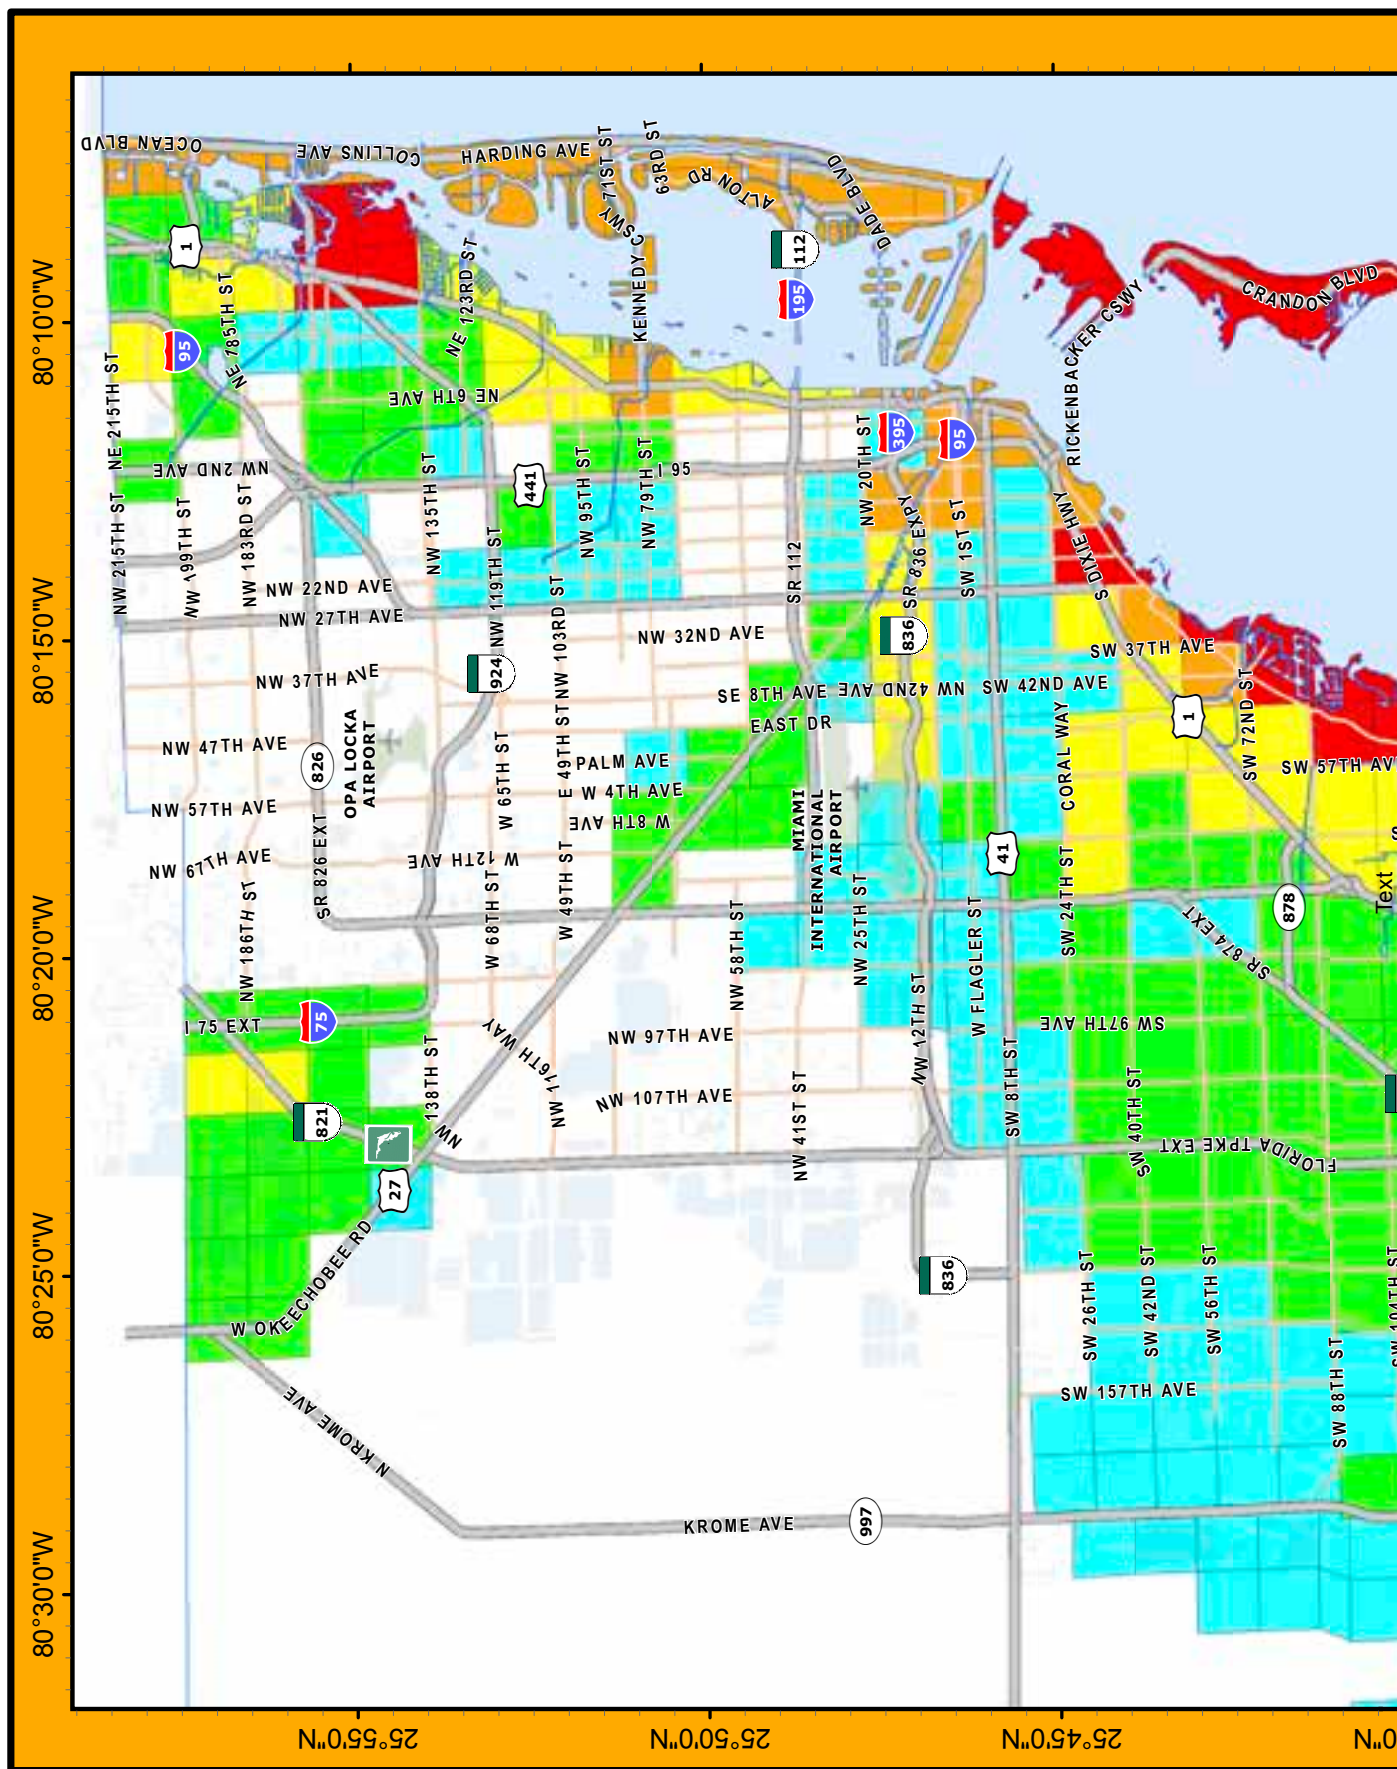 OCEAN BLVD
COLLINS AVE
HARDING AVE
71ST ST
63RD ST
KENNEDY CSWY
ALTON RD
DADE BLVD
1
112
195
CRANDON BLVD
RICKENBACKER CSWY
80°10'0"W
NE 215TH ST
95
NE 185TH ST
NE 123RD ST
NE 6TH AVE
NW 2ND AVE
I 95
NW 20TH ST
395
95
NW 215TH ST
NW 199TH ST
NW 183RD ST
NW 135TH ST
441
NW 95TH ST
NW 79TH ST
SR 112
SR 836 EXPY
SW 1ST ST
S DIXIE HWY
80°15'0"W
NW 22ND AVE
NW 27TH AVE
NW 119TH ST
NW 103RD ST
NW 32ND AVE
836
SW 37TH AVE
NW 37TH AVE
924
SE 8TH AVE
NW 42ND AVE
SW 42ND AVE
EAST DR
SW 72ND ST
1
NW 47TH AVE
826
OPA LOCKA
AIRPORT
W 65TH ST
E 49TH ST
PALM AVE
W 4TH AVE
CORAL WAY
SW 57TH AV
NW 57TH AVE
W 8TH AVE
MIAMI
INTERNATIONAL
AIRPORT
NW 67TH AVE
SR 826 EXT
W 12TH AVE
W 68TH ST
W 49TH ST
41
SW 24TH ST
Text
S
80°20'0"W
NW 186TH ST
NW 58TH ST
NW 25TH ST
W FLAGLER ST
SR 874 EXT
878
I 75 EXT
75
138TH ST
NW
NW 116TH WAY
NW 97TH AVE
NW 12TH ST
SW 97TH AVE
821
NW 107TH AVE
NW 41ST ST
SW 8TH ST
SW 40TH ST
FLORIDA TPKE EXT
27
80°25'0"W
W OKEECHOBEE RD
836
SW 26TH ST
SW 42ND ST
SW 56TH ST
SW 104TH ST
SW 88TH ST
N KROME AVE
SW 157TH AVE
KROME AVE
997
80°30'0"W
25°55'0"N
25°50'0"N
25°45'0"N
0"N